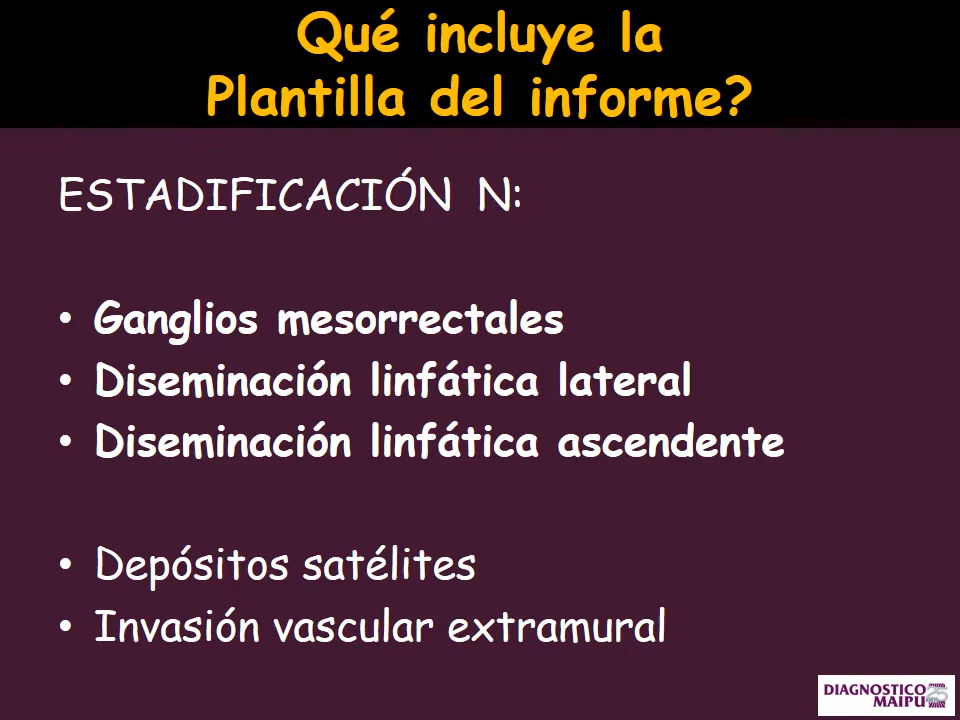 Qué incluye la
Plantilla del informe?
ESTADIFICACIÓN N:
• Ganglios mesorrectales
• Diseminación linfática lateral
• Diseminación linfática ascendente
• Depósitos satélites
• Invasión vascular extramural
DIAGNOSTICO
MAIPU 25